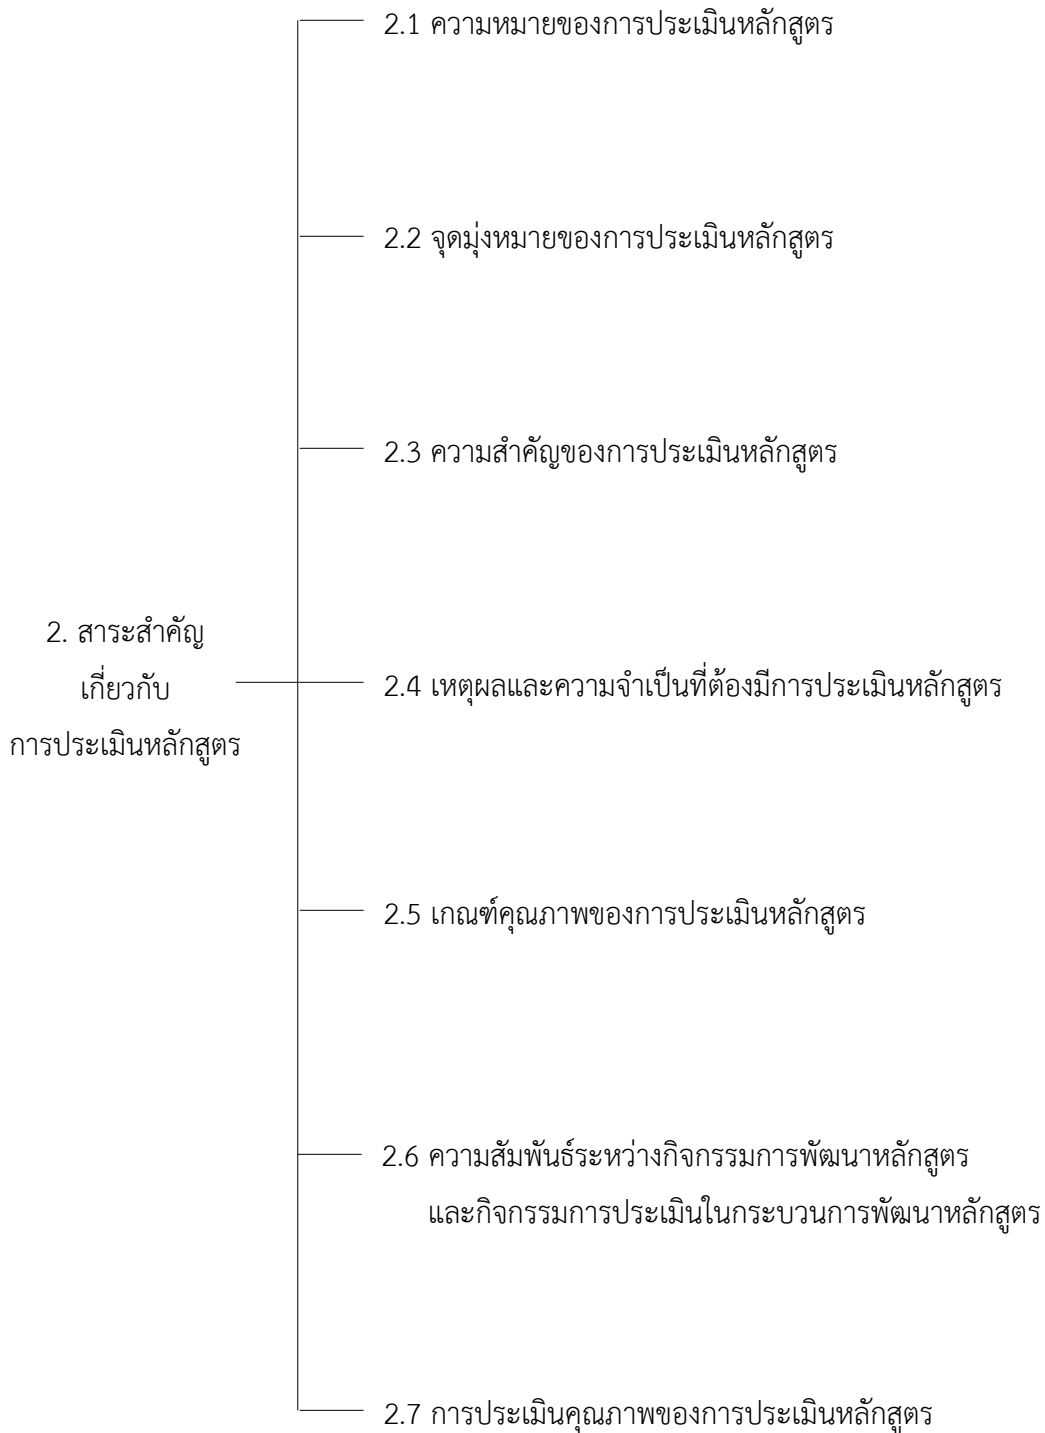 2.1 ความหมายของการประเมินหลักสูตร
2.2 จุดมุ่งหมายของการประเมินหลักสูตร
2.3 ความสำคัญของการประเมินหลักสูตร
2. สาระสำคัญ
เกี่ยวกับ
การประเมินหลักสูตร
2.4 เหตุผลและความจำเป็นที่ต้องมีการประเมินหลักสูตร
2.5 เกณฑ์คุณภาพของการประเมินหลักสูตร
2.6 ความสัมพันธ์ระหว่างกิจกรรมการพัฒนาหลักสูตร
และกิจกรรมการประเมินในกระบวนการพัฒนาหลักสูตร
2.7 การประเมินคุณภาพของการประเมินหลักสูตร